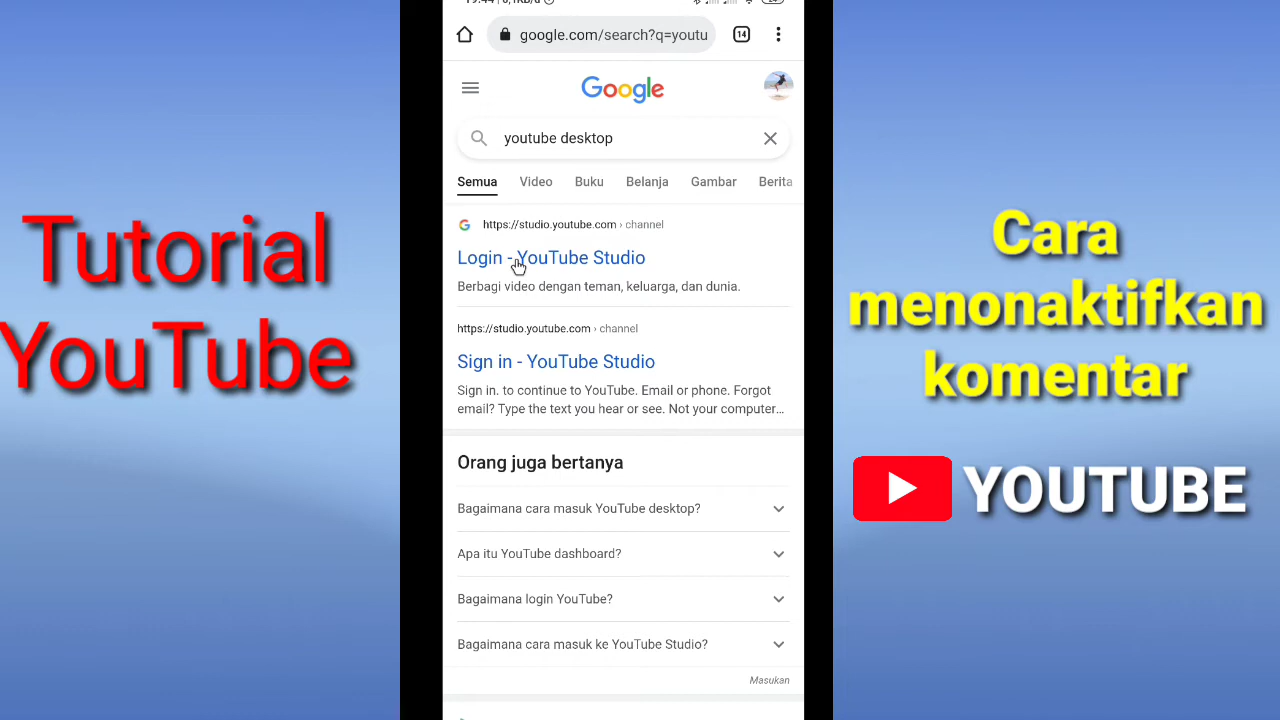 Tutorial
YouTube
google.com/search?q=youtu
14
Google
youtube desktop
Semua Video Buku Belanja Gambar Berita
https://studio.youtube.com › channel
Login - YouTube Studio
Berbagi video dengan teman, keluarga, dan dunia.
https://studio.youtube.com › channel
Sign in - YouTube Studio
Sign in. to continue to YouTube. Email or phone. Forgot
email? Type the text you hear or see. Not your computer...
Orang juga bertanya
Bagaimana cara masuk YouTube desktop?
Apa itu YouTube dashboard?
Bagaimana login YouTube?
Bagaimana cara masuk ke YouTube Studio?
Masukan
Cara
menonaktifkan
komentar
YOUTUBE